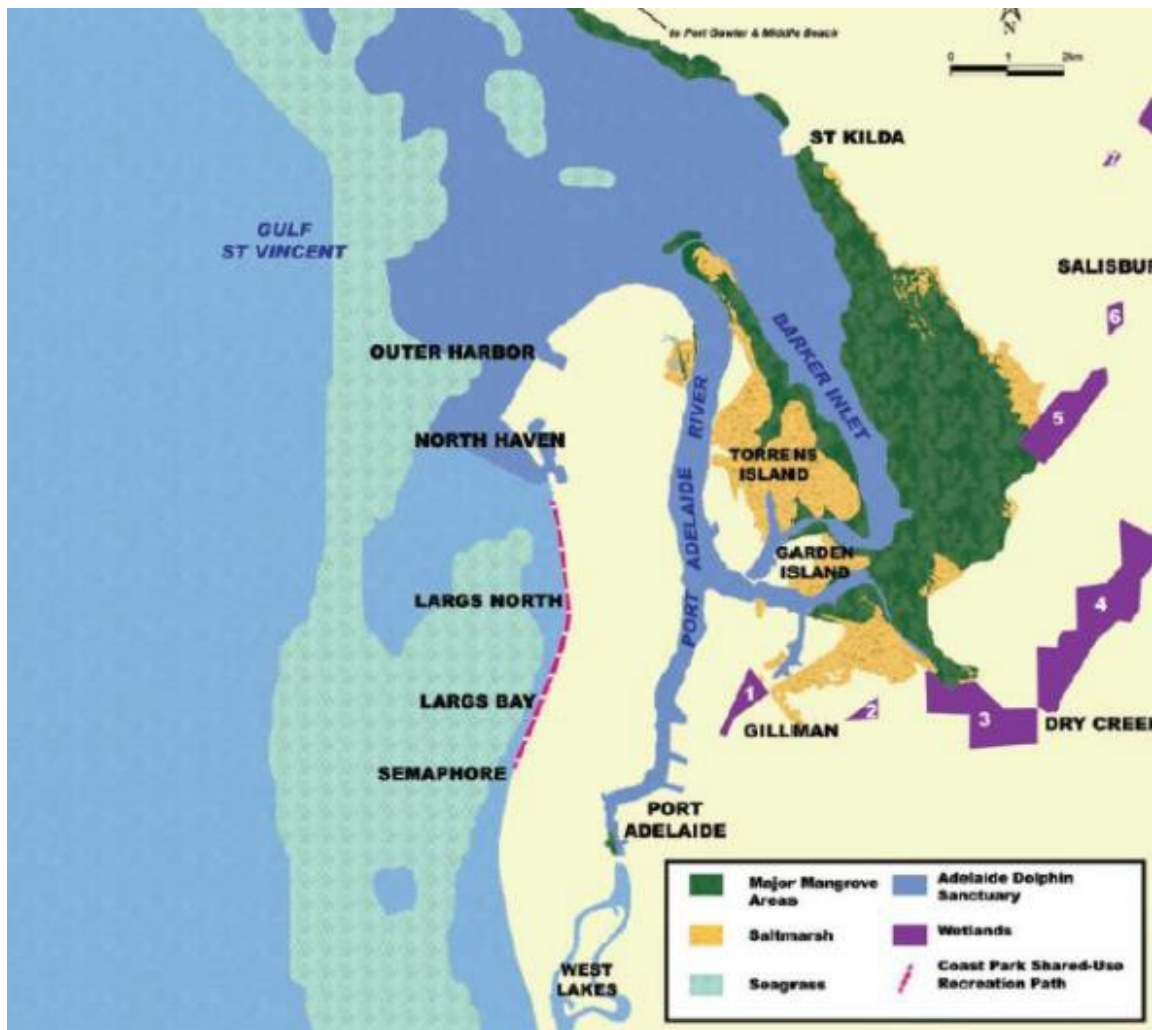 to Port Gawler & Middle Beach
N
0 1 2km
ST KILDA
GULF
ST VINCENT
SALISBUR
6
BARKER INLET
OUTER HARBOR
PORT ADELAIDE RIVER
5
NORTH HAVEN
TORRENS
ISLAND
GARDEN
ISLAND
LARGS NORTH
4
LARGS BAY
1
2
3
GILLMAN
DRY CREE
SEMAPHORE
PORT
ADELAIDE
WEST
LAKES
Major Mangrove
Areas
Saltmarsh
Seagrass
Adelaide Dolphin
Sanctuary
Wetlands
Coast Park Shared-Use
Recreation Path